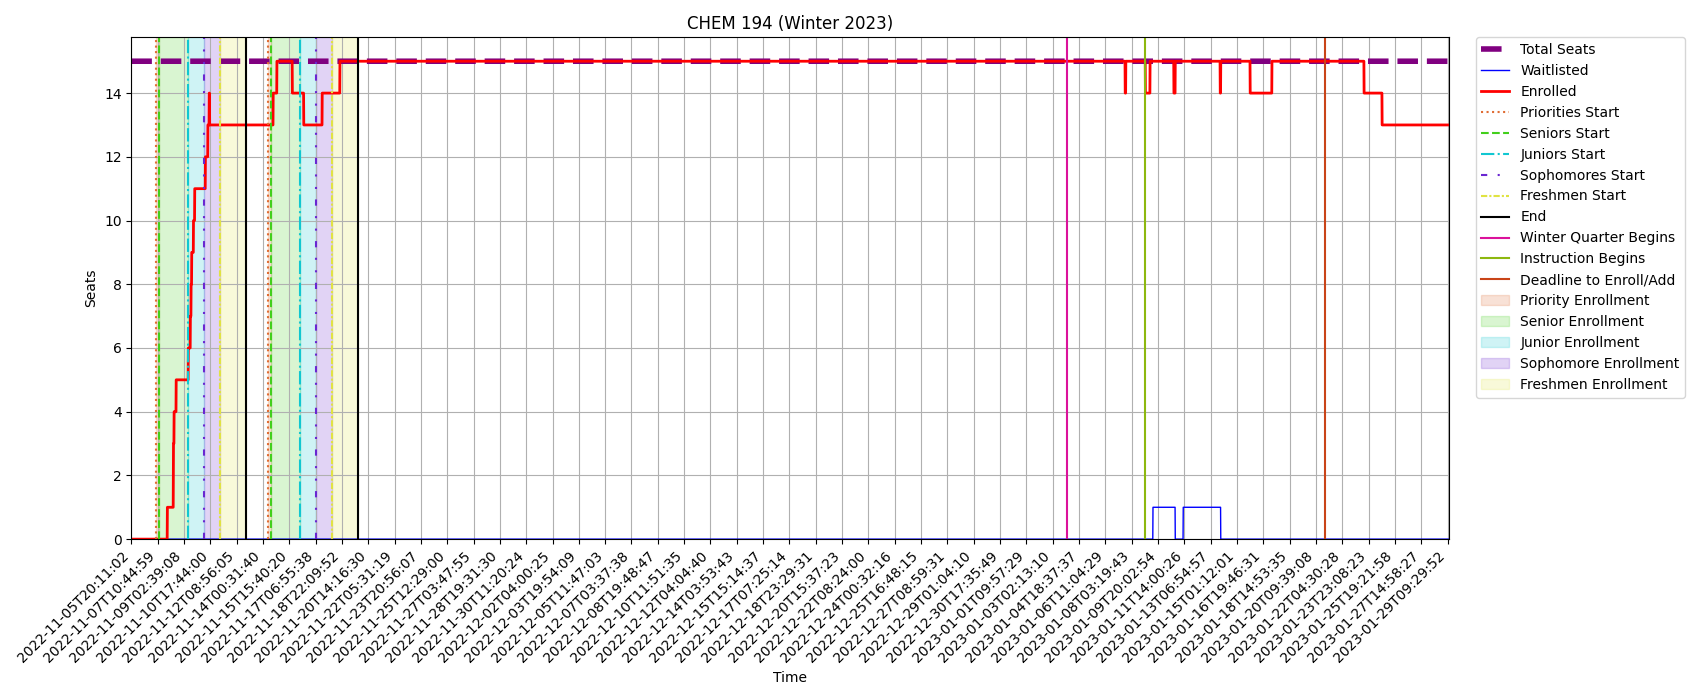 CHEM 194 (Winter 2023)
Seats
14
12
10
8
6
4
2
0
2022-11-05T20:11:02
2022-11-07T10:44:59
2022-11-09T02:39:08
2022-11-10T17:44:00
2022-11-12T08:56:05
2022-11-14T00:31:40
2022-11-15T15:40:20
2022-11-17T06:55:38
2022-11-18T22:09:52
2022-11-20T14:16:30
2022-11-22T05:31:19
2022-11-23T20:56:07
2022-11-25T12:29:00
2022-11-27T03:47:55
2022-11-28T19:31:30
2022-11-30T11:20:24
2022-12-02T04:00:25
2022-12-03T19:54:09
2022-12-05T11:47:03
2022-12-07T03:37:38
2022-12-08T19:48:47
2022-12-10T11:51:35
2022-12-12T04:04:40
2022-12-14T03:53:43
2022-12-15T15:14:37
2022-12-17T07:25:14
2022-12-18T23:29:31
2022-12-20T15:37:23
2022-12-22T08:24:00
2022-12-24T00:32:16
2022-12-25T16:48:15
2022-12-27T08:59:31
2022-12-29T01:04:10
2022-12-30T17:35:49
2023-01-01T09:57:29
2023-01-03T02:13:10
2023-01-04T18:37:37
2023-01-06T11:04:29
2023-01-08T03:19:43
2023-01-09T20:02:54
2023-01-11T14:00:26
2023-01-13T06:54:57
2023-01-15T01:12:01
2023-01-16T19:46:31
2023-01-18T14:53:35
2023-01-20T09:39:08
2023-01-22T04:30:28
2023-01-23T23:08:23
2023-01-25T19:21:58
2023-01-27T14:58:27
2023-01-29T09:29:52
Time
Total Seats
Waitlisted
Enrolled
Priorities Start
Seniors Start
Juniors Start
Sophomores Start
Freshmen Start
End
Winter Quarter Begins
Instruction Begins
Deadline to Enroll/Add
Priority Enrollment
Senior Enrollment
Junior Enrollment
Sophomore Enrollment
Freshmen Enrollment